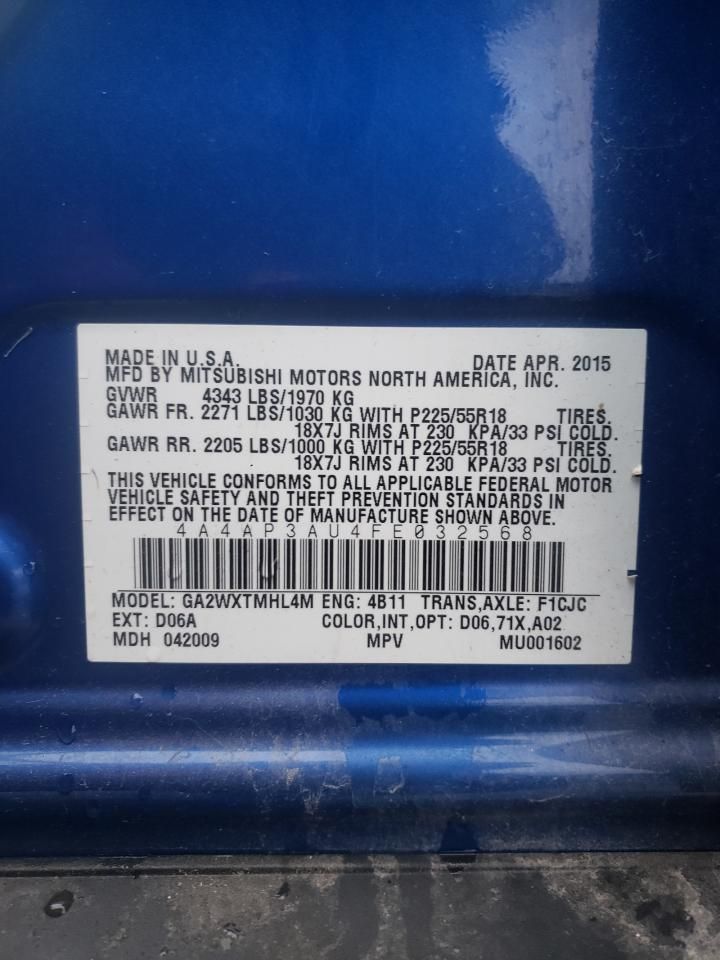 MADE IN U.S.A. DATE APR. 2015
MFD BY MITSUBISHI MOTORS NORTH AMERICA, INC.
GVWR 4343 LBS/1970 KG
GAWR FR. 2271 LBS/1030 KG WITH P225/55R18 TIRES.
18X7J RIMS AT 230 KPA/33 PSI COLD.
GAWR RR. 2205 LBS/1000 KG WITH P225/55R18 TIRES.
18X7J RIMS AT 230 KPA/33 PSI COLD.
THIS VEHICLE CONFORMS TO ALL APPLICABLE FEDERAL MOTOR
VEHICLE SAFETY AND THEFT PREVENTION STANDARDS IN
EFFECT ON THE DATE OF MANUFACTURE SHOWN ABOVE.
4A4AP3AU4FE032568
MODEL: GA2WXTMHL4M ENG: 4B11 TRANS,AXLE: F1CJC
EXT: D06A COLOR,INT,OPT: D06,71X,A02
MDH 042009 MPV MU001602